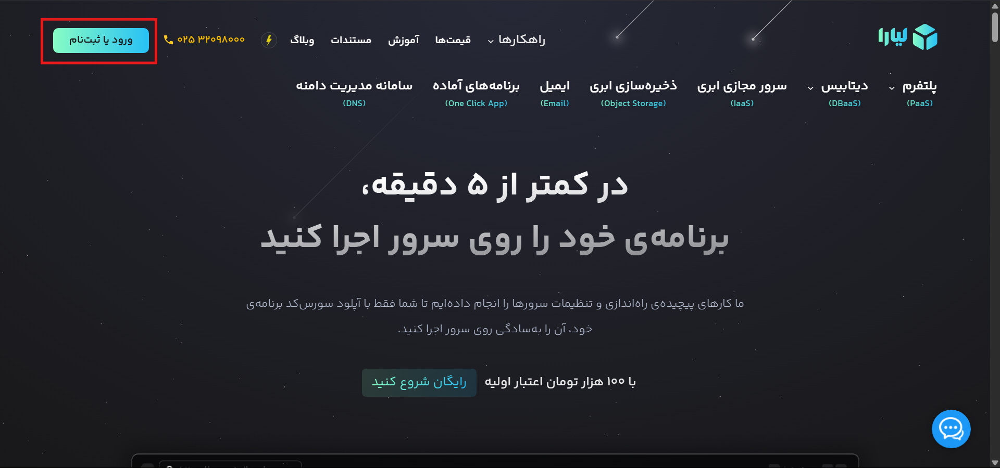 لیارا
راهکارها
قیمت‌ها
آموزش
مستندات
وبلاگ
۰۲۵ ۳۲۰۹۸۰۰۰
ورود یا ثبت‌نام
پلتفرم
(PaaS)
دیتابیس
(DBaaS)
سرور مجازی ابری
(IaaS)
ذخیره‌سازی ابری
(Object Storage)
ایمیل
(Email)
برنامه‌های آماده
(One Click App)
سامانه مدیریت دامنه
(DNS)
در کمتر از ۵ دقیقه،
برنامه‌ی خود را روی سرور اجرا کنید
ما کارهای پیچیده‌ی راه‌اندازی و تنظیمات سرورها را انجام داده‌ایم تا شما فقط با آپلود سورس‌کد برنامه‌ی
خود، آن را به‌سادگی روی سرور اجرا کنید.
با ۱۰۰ هزار تومان اعتبار اولیه
رایگان شروع کنید